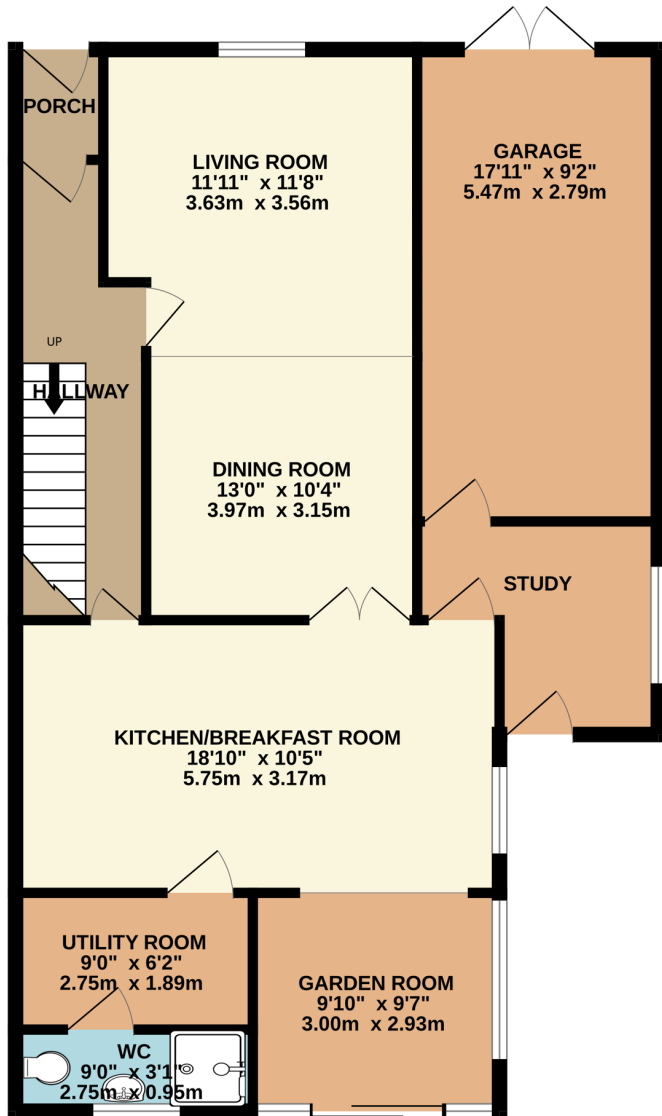 PORCH
LIVING ROOM
11'11" x 11'8"
3.63m x 3.56m
GARAGE
17'11" x 9'2"
5.47m x 2.79m
UP
HALLWAY
DINING ROOM
13'0" x 10'4"
3.97m x 3.15m
STUDY
KITCHEN/BREAKFAST ROOM
18'10" x 10'5"
5.75m x 3.17m
UTILITY ROOM
9'0" x 6'2"
2.75m x 1.89m
GARDEN ROOM
9'10" x 9'7"
3.00m x 2.93m
WC
9'0" x 3'1"
2.75m x 0.95m